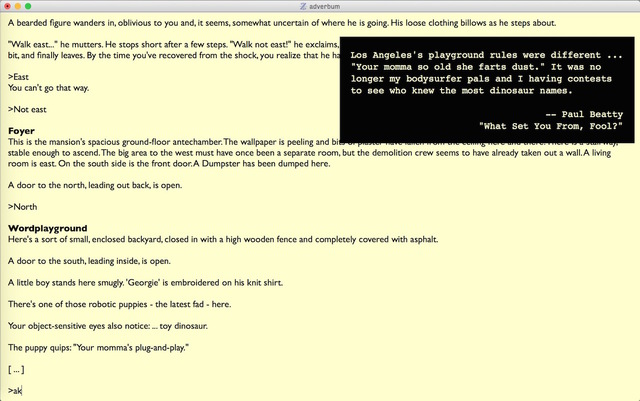 adverbum
A bearded figure wanders in, oblivious to you and, it seems, somewhat uncertain of where he is going. His loose clothing billows as he steps about.
"Walk east..." he mutters. He stops short after a few steps. "Walk not east!" he exclaims,
bit, and finally leaves. By the time you've recovered from the shock, you realize that he ha
Los Angeles's playground rules were different ...
"Your momma so old she farts dust." It was no
longer my bodysurfer pals and I having contests
to see who knew the most dinosaur names.
-- Paul Beatty
"What Set You From, Fool?"
>East
You can't go that way.
>Not east
Foyer
This is the mansion's spacious ground-floor antechamber. The wallpaper is peeling and bits of plaster have fallen from the ceiling here and there. There is a stairway,
stable enough to ascend. The big area to the west must have once been a separate room, but the demolition crew seems to have already taken out a wall. A living
room is east. On the south side is the front door. A Dumpster has been dumped here.
A door to the north, leading out back, is open.
>North
Wordplayground
Here's a sort of small, enclosed backyard, closed in with a high wooden fence and completely covered with asphalt.
A door to the south, leading inside, is open.
A little boy stands here smugly. 'Georgie' is embroidered on his knit shirt.
There's one of those robotic puppies - the latest fad - here.
Your object-sensitive eyes also notice: ... toy dinosaur.
The puppy quips: "Your momma's plug-and-play."
[ ... ]
>ak